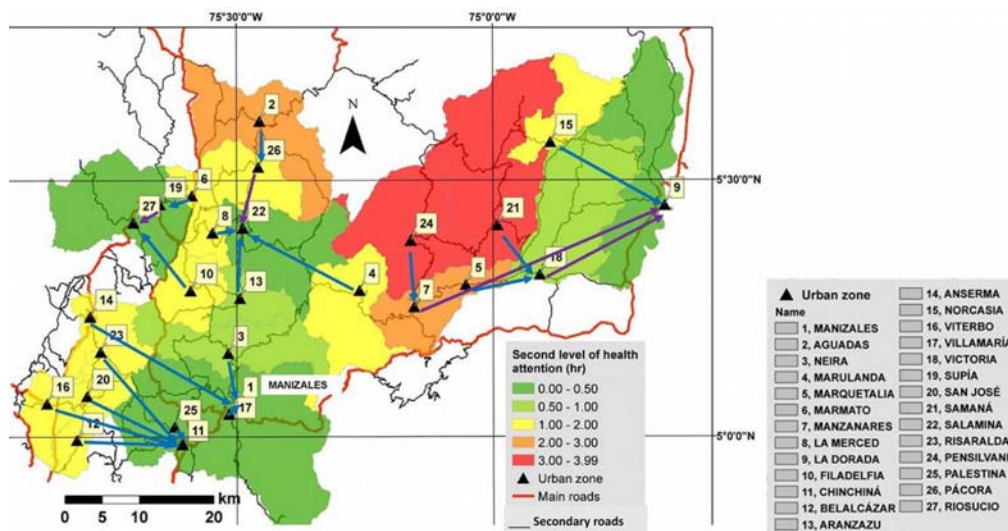 75°30'0"W
75°0'0"W
2
N
15
26
5°30'0"N
6
19
9
27
8
22
21
24
4
5
18
10
13
7
14
3
23
Second level of health
attention (hr)
0.00 - 0.50
0.50 - 1.00
1.00 - 2.00
2.00 - 3.00
3.00 - 3.99
Urban zone
Main roads
Secondary roads
1
MANIZALES
16
20
17
25
12
11
5°0'0"N
km
0 5 10 20
Urban zone
Name
1, MANIZALES
2, AGUADAS
3, NEIRA
4, MARULANDA
5, MARQUETALIA
6, MARMATO
7, MANZANARES
8, LA MERCED
9, LA DORADA
10, FILADELFIA
11, CHINCHINÁ
12, BELALCÁZAR
13, ARANZAZU
14, ANSERMA
15, NORCASIA
16, VITERBO
17, VILLAMARÍA
18, VICTORIA
19, SUPÍA
20, SAN JOSÉ
21, SAMANÁ
22, SALAMINA
23, RISARALDA
24, PENSILVANI
25, PALESTINA
26, PÁCORA
27, RIOSUCIO